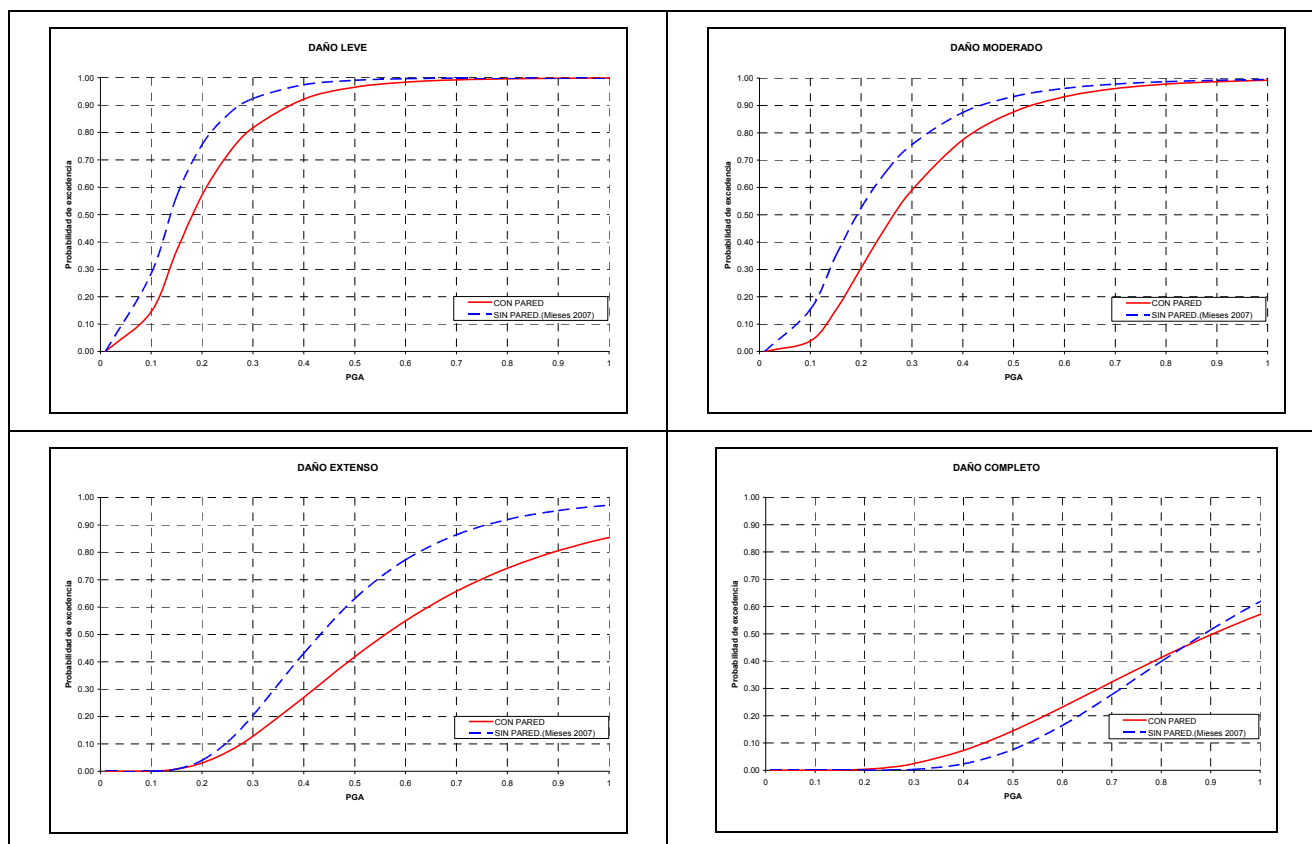 DAÑO LEVE
Probabilidad de excedencia
1.00
0.90
0.80
0.70
0.60
0.50
0.40
0.30
0.20
0.10
0.00
0 0.1 0.2 0.3 0.4 0.5 0.6 0.7 0.8 0.9 1
PGA
CON PARED
SIN PARED.(Mieses 2007)
DAÑO MODERADO
Probabilidad de excedencia
1.00
0.90
0.80
0.70
0.60
0.50
0.40
0.30
0.20
0.10
0.00
0 0.1 0.2 0.3 0.4 0.5 0.6 0.7 0.8 0.9 1
PGA
CON PARED
SIN PARED.(Mieses 2007)
DAÑO EXTENSO
Probabilidad de excedencia
1.00
0.90
0.80
0.70
0.60
0.50
0.40
0.30
0.20
0.10
0.00
0 0.1 0.2 0.3 0.4 0.5 0.6 0.7 0.8 0.9 1
PGA
CON PARED
SIN PARED.(Mieses 2007)
DAÑO COMPLETO
Probabilidad de excedencia
1.00
0.90
0.80
0.70
0.60
0.50
0.40
0.30
0.20
0.10
0.00
0 0.1 0.2 0.3 0.4 0.5 0.6 0.7 0.8 0.9 1
PGA
CON PARED
SIN PARED.(Mieses 2007)